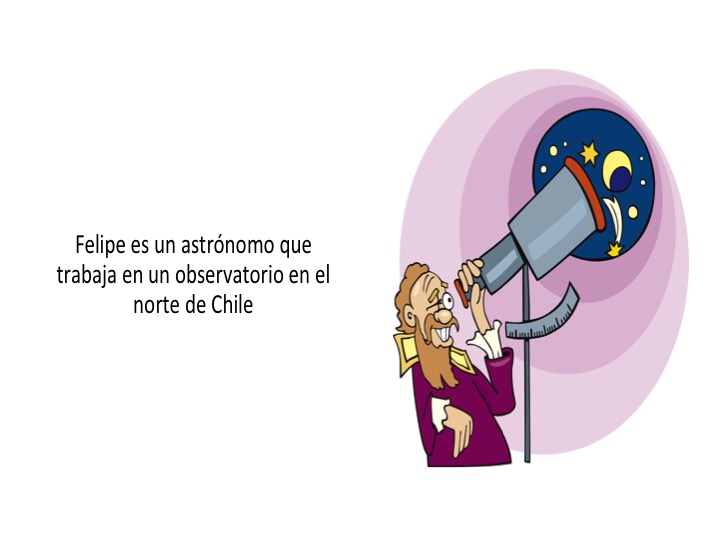 Felipe es un astrónomo que
trabaja en un observatorio en el
norte de Chile